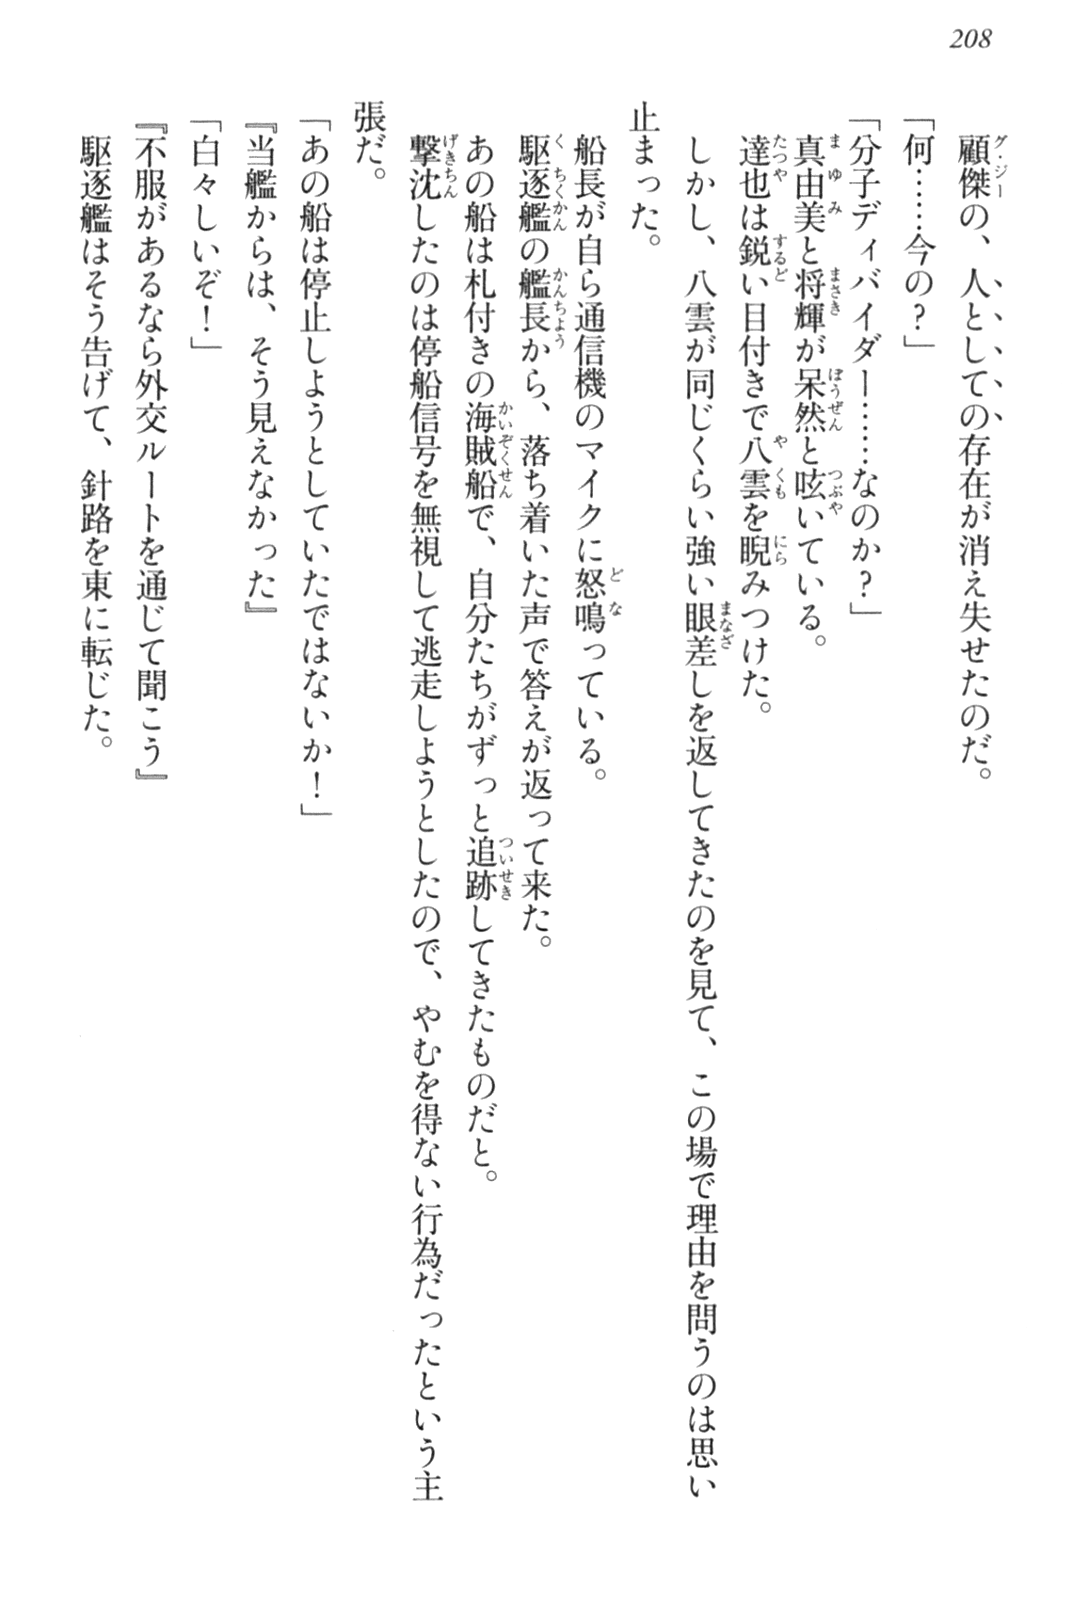 208
顧傑の、人としての存在が消え失せたのだ。
「何……今の？」
「分子ディバイダー……なのか？」
真由美と将輝が呆然と呟いている。
達也は鋭い目付きで八雲を睨みつけた。
しかし、八雲が同じくらい強い眼差しを返してきたのを見て、この場で理由を問うのは思い
止まった。
船長が自ら通信機のマイクに怒鳴っている。
駆逐艦の艦長から、落ち着いた声で答えが返って来た。
あの船は札付きの海賊船で、自分たちがずっと追跡してきたものだと。
撃沈したのは停船信号を無視して逃走しようとしたので、やむを得ない行為だったという主
張だ。
「あの船は停止しようとしていたではないか！」
『当艦からは、そう見えなかった』
「白々しいぞ！」
『不服があるなら外交ルートを通じて聞こう』
駆逐艦はそう告げて、針路を東に転じた。